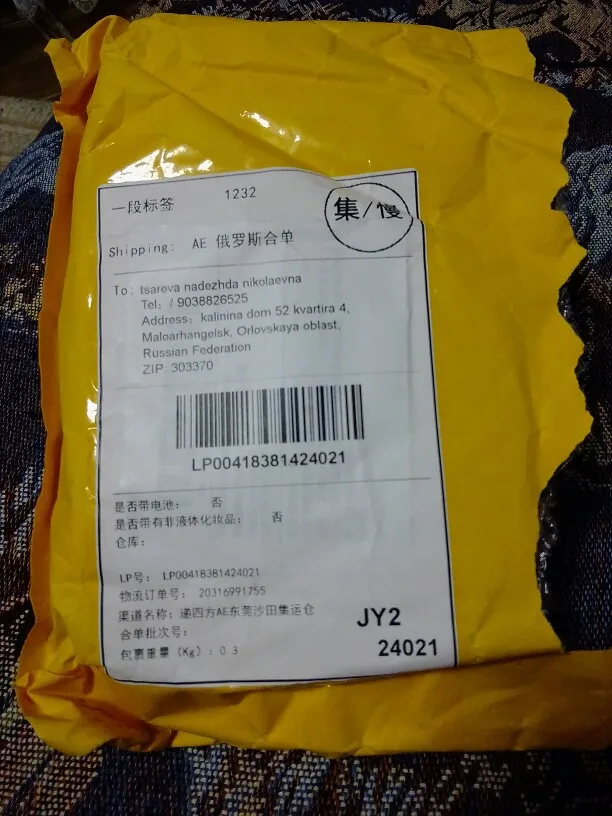 一段标签 1232
集/慢
Shipping: AE 俄罗斯合单
To: tsareva nadezhda nikolaevna
Tel: / 9038826525
Address: kalinina dom 52 kvartira 4,
Maloarhangelsk, Orlovskaya oblast,
Russian Federation
ZIP: 303370
LP00418381424021
是否带电池: 否
是否带有非液体化妆品: 否
仓库:
LP号: LP00418381424021
物流订单号: 20316991755
渠道名称: 递四方AE东莞沙田集运仓
合单批次号:
包裹重量 (Kg): 0.3
JY2
24021